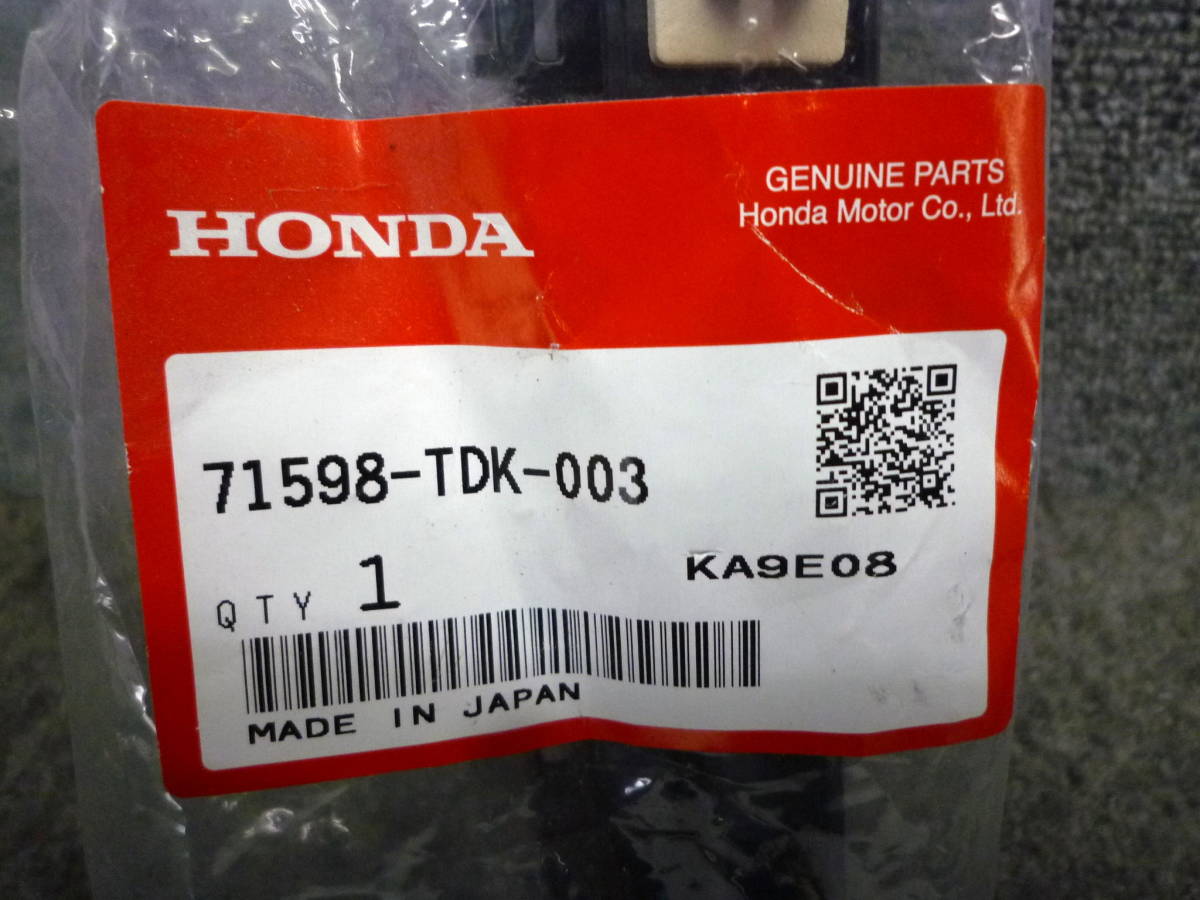 HONDA
GENUINE PARTS
Honda Motor Co., Ltd.
71598-TDK-003
QTY 1
KA9E08
MADE IN JAPAN